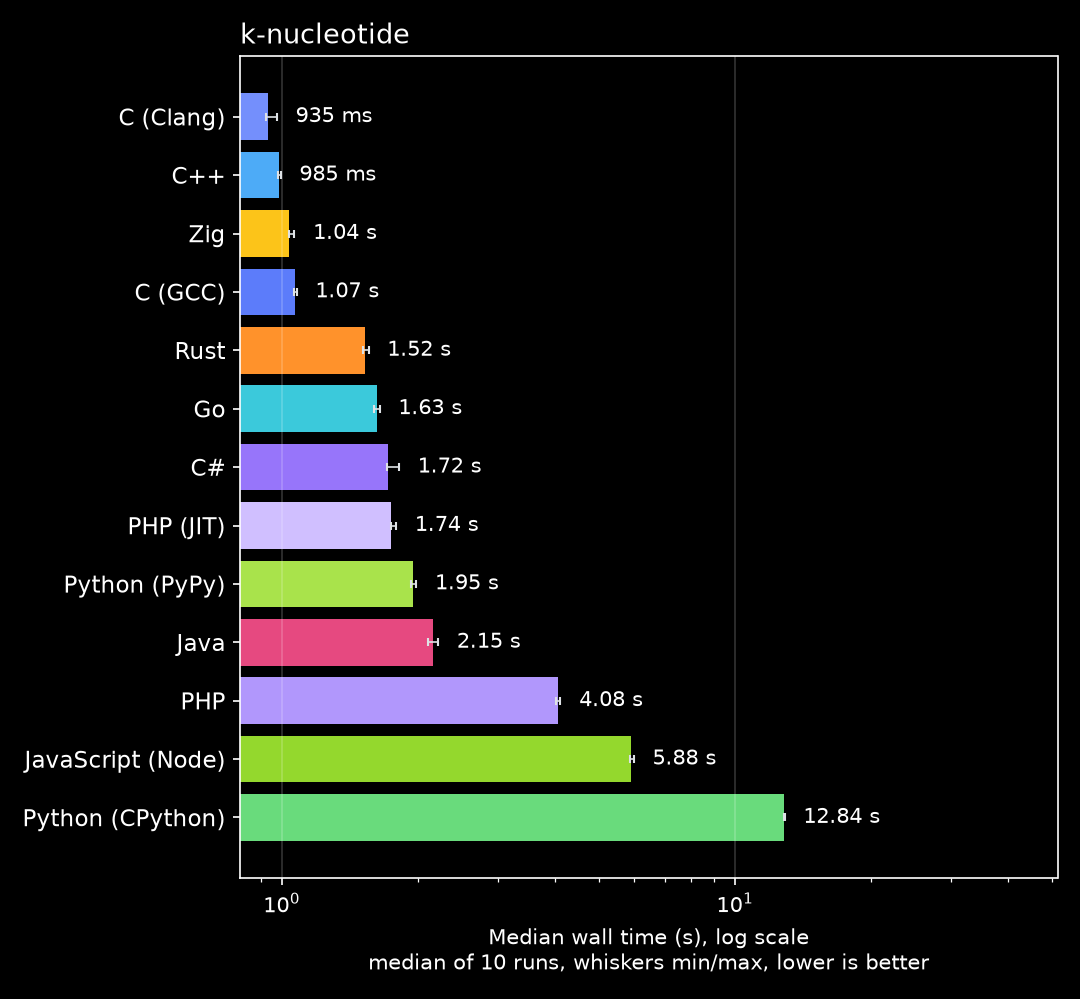 k-nucleotide
C (Clang) 935 ms
C++ 985 ms
Zig 1.04 s
C (GCC) 1.07 s
Rust 1.52 s
Go 1.63 s
C# 1.72 s
PHP (JIT) 1.74 s
Python (PyPy) 1.95 s
Java 2.15 s
PHP 4.08 s
JavaScript (Node) 5.88 s
Python (CPython) 12.84 s
10⁰ 10¹
Median wall time (s), log scale
median of 10 runs, whiskers min/max, lower is better